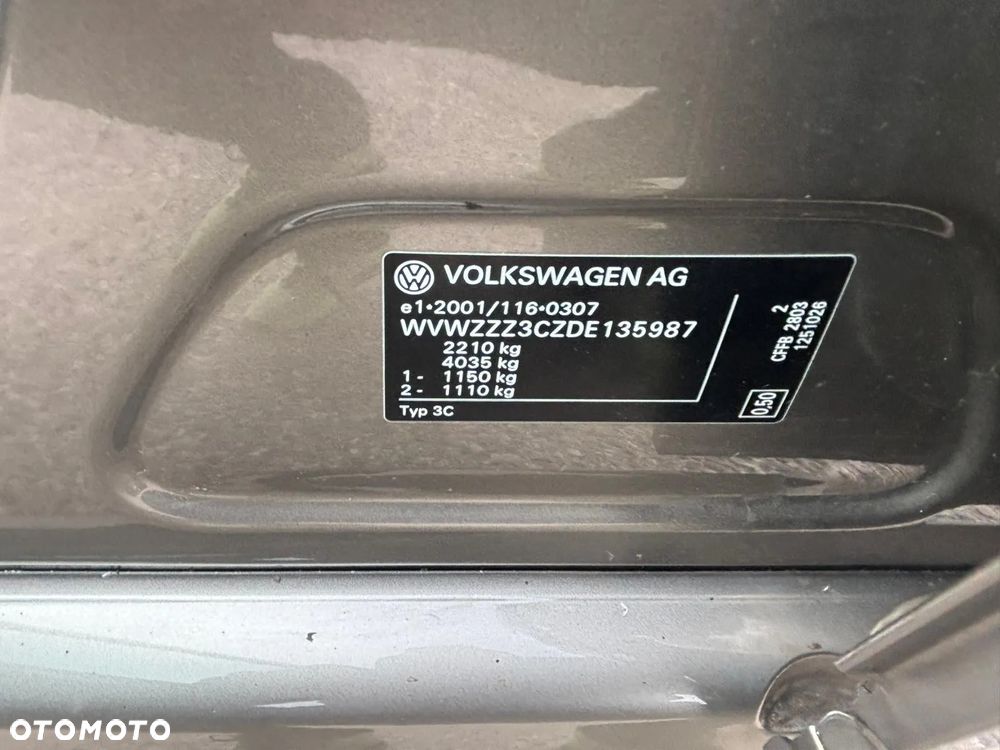 VOLKSWAGEN AG
e1•2001/116•0307
WVWZZZ3CZDE135987
2210 kg
4035 kg
1 - 1150 kg
2 - 1110 kg
Typ 3C
2
CFFB 2803
1251026
0.50
OTOMOTO